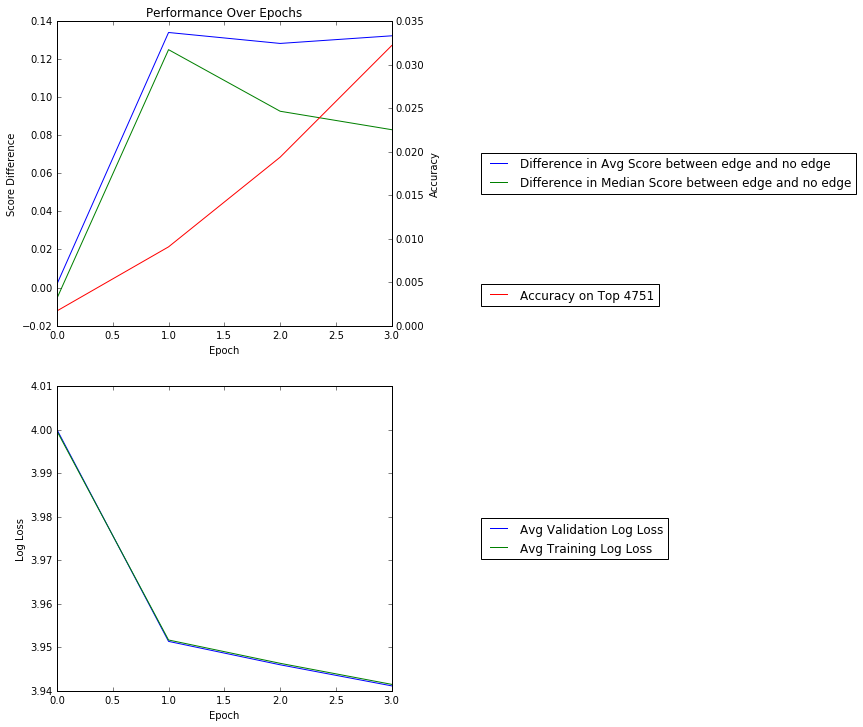 Performance Over Epochs
0.14
0.12
0.10
0.08
0.06
0.04
0.02
0.00
−0.02
Score Difference
0.035
0.030
0.025
0.020
0.015
0.010
0.005
0.000
Accuracy
0.0 0.5 1.0 1.5 2.0 2.5 3.0
Epoch
Difference in Avg Score between edge and no edge
Difference in Median Score between edge and no edge
Accuracy on Top 4751
4.01
4.00
3.99
3.98
3.97
3.96
3.95
3.94
Log Loss
0.0 0.5 1.0 1.5 2.0 2.5 3.0
Epoch
Avg Validation Log Loss
Avg Training Log Loss